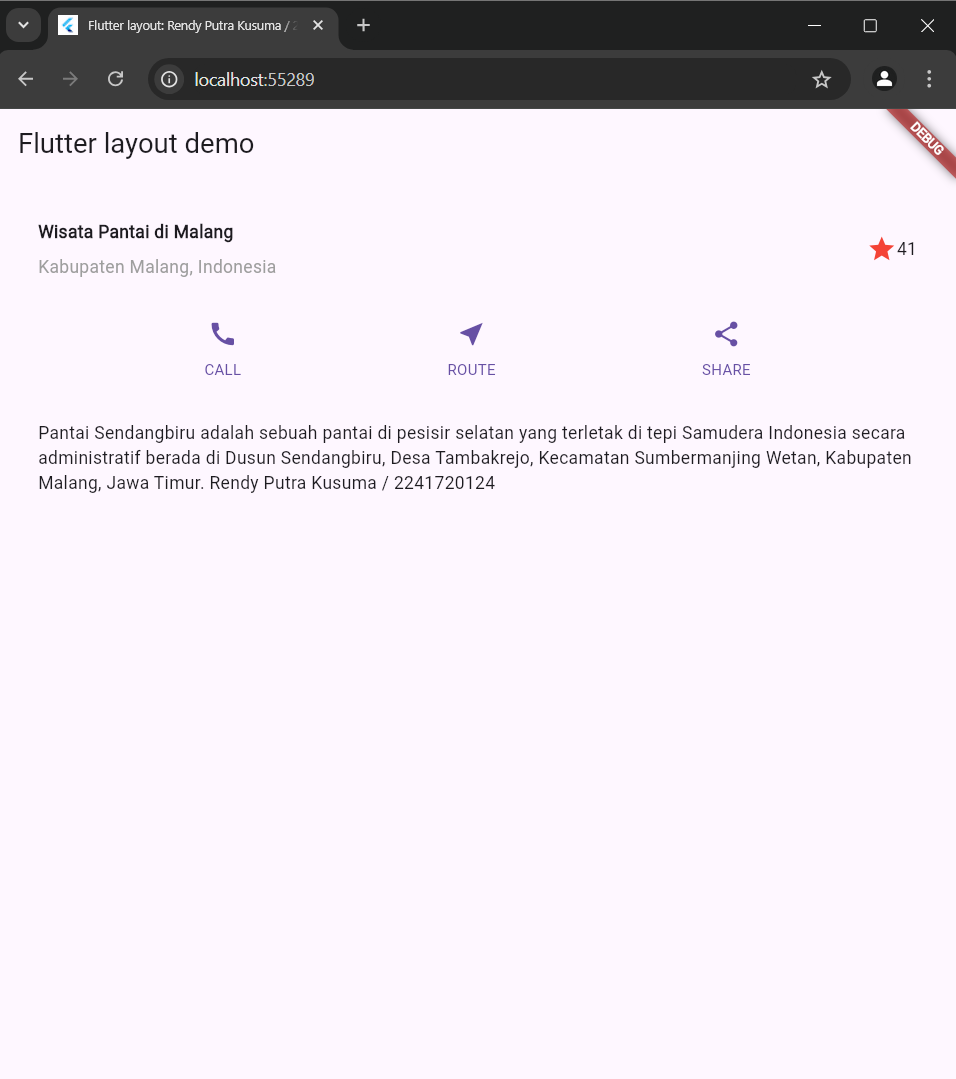 Flutter layout: Rendy Putra Kusuma /
localhost:55289
Flutter layout demo
DEBUG
Wisata Pantai di Malang
41
Kabupaten Malang, Indonesia
CALL
ROUTE
SHARE
Pantai Sendangbiru adalah sebuah pantai di pesisir selatan yang terletak di tepi Samudera Indonesia secara
administratif berada di Dusun Sendangbiru, Desa Tambakrejo, Kecamatan Sumbermanjing Wetan, Kabupaten
Malang, Jawa Timur. Rendy Putra Kusuma / 2241720124